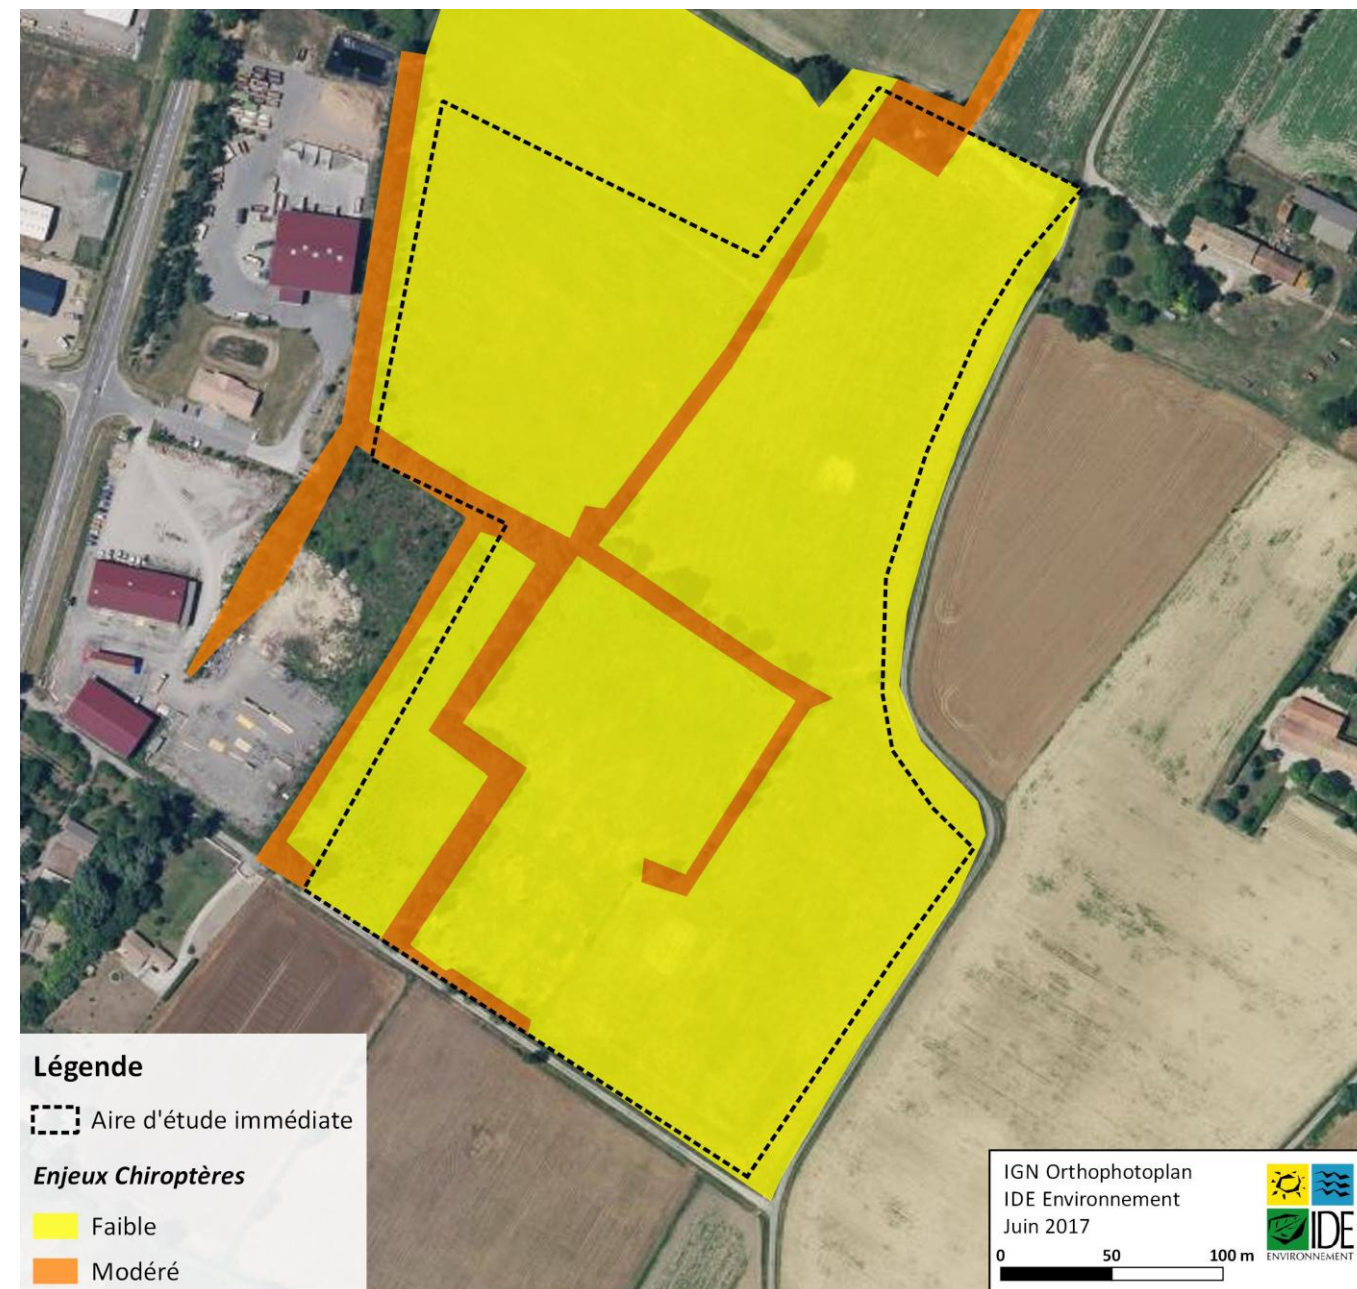 Légende
Aire d'étude immédiate
Enjeux Chiroptères
Faible
Modéré
IGN Orthophotoplan
IDE Environnement
Juin 2017
0 50 100 m
IDE
ENVIRONNEMENT